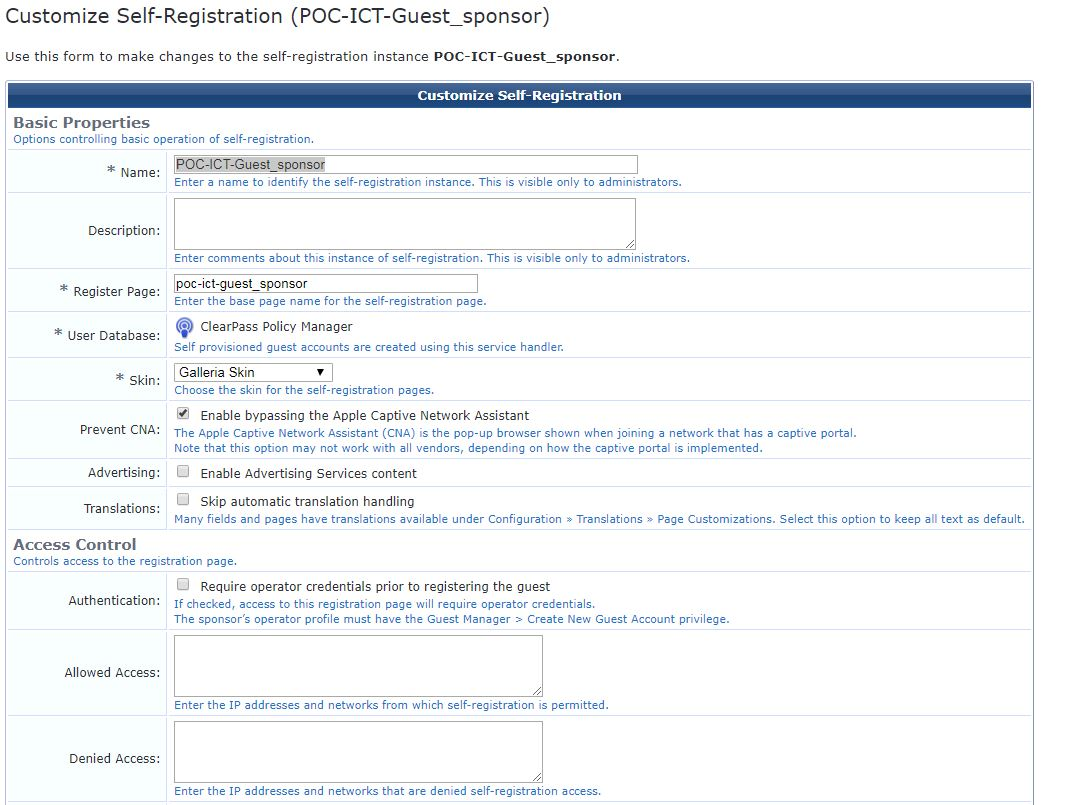 Customize Self-Registration (POC-ICT-Guest_sponsor)
Use this form to make changes to the self-registration instance POC-ICT-Guest_sponsor.
Customize Self-Registration
Basic Properties
Options controlling basic operation of self-registration.
* Name:
POC-ICT-Guest_sponsor
Enter a name to identify the self-registration instance. This is visible only to administrators.
Description:
Enter comments about this instance of self-registration. This is visible only to administrators.
* Register Page:
poc-ict-guest_sponsor
Enter the base page name for the self-registration page.
* User Database:
ClearPass Policy Manager
Self provisioned guest accounts are created using this service handler.
* Skin:
Galleria Skin
Choose the skin for the self-registration pages.
Prevent CNA:
Enable bypassing the Apple Captive Network Assistant
The Apple Captive Network Assistant (CNA) is the pop-up browser shown when joining a network that has a captive portal.
Note that this option may not work with all vendors, depending on how the captive portal is implemented.
Advertising:
Enable Advertising Services content
Translations:
Skip automatic translation handling
Many fields and pages have translations available under Configuration » Translations » Page Customizations. Select this option to keep all text as default.
Access Control
Controls access to the registration page.
Authentication:
Require operator credentials prior to registering the guest
If checked, access to this registration page will require operator credentials.
The sponsor’s operator profile must have the Guest Manager > Create New Guest Account privilege.
Allowed Access:
Enter the IP addresses and networks from which self-registration is permitted.
Denied Access:
Enter the IP addresses and networks that are denied self-registration access.